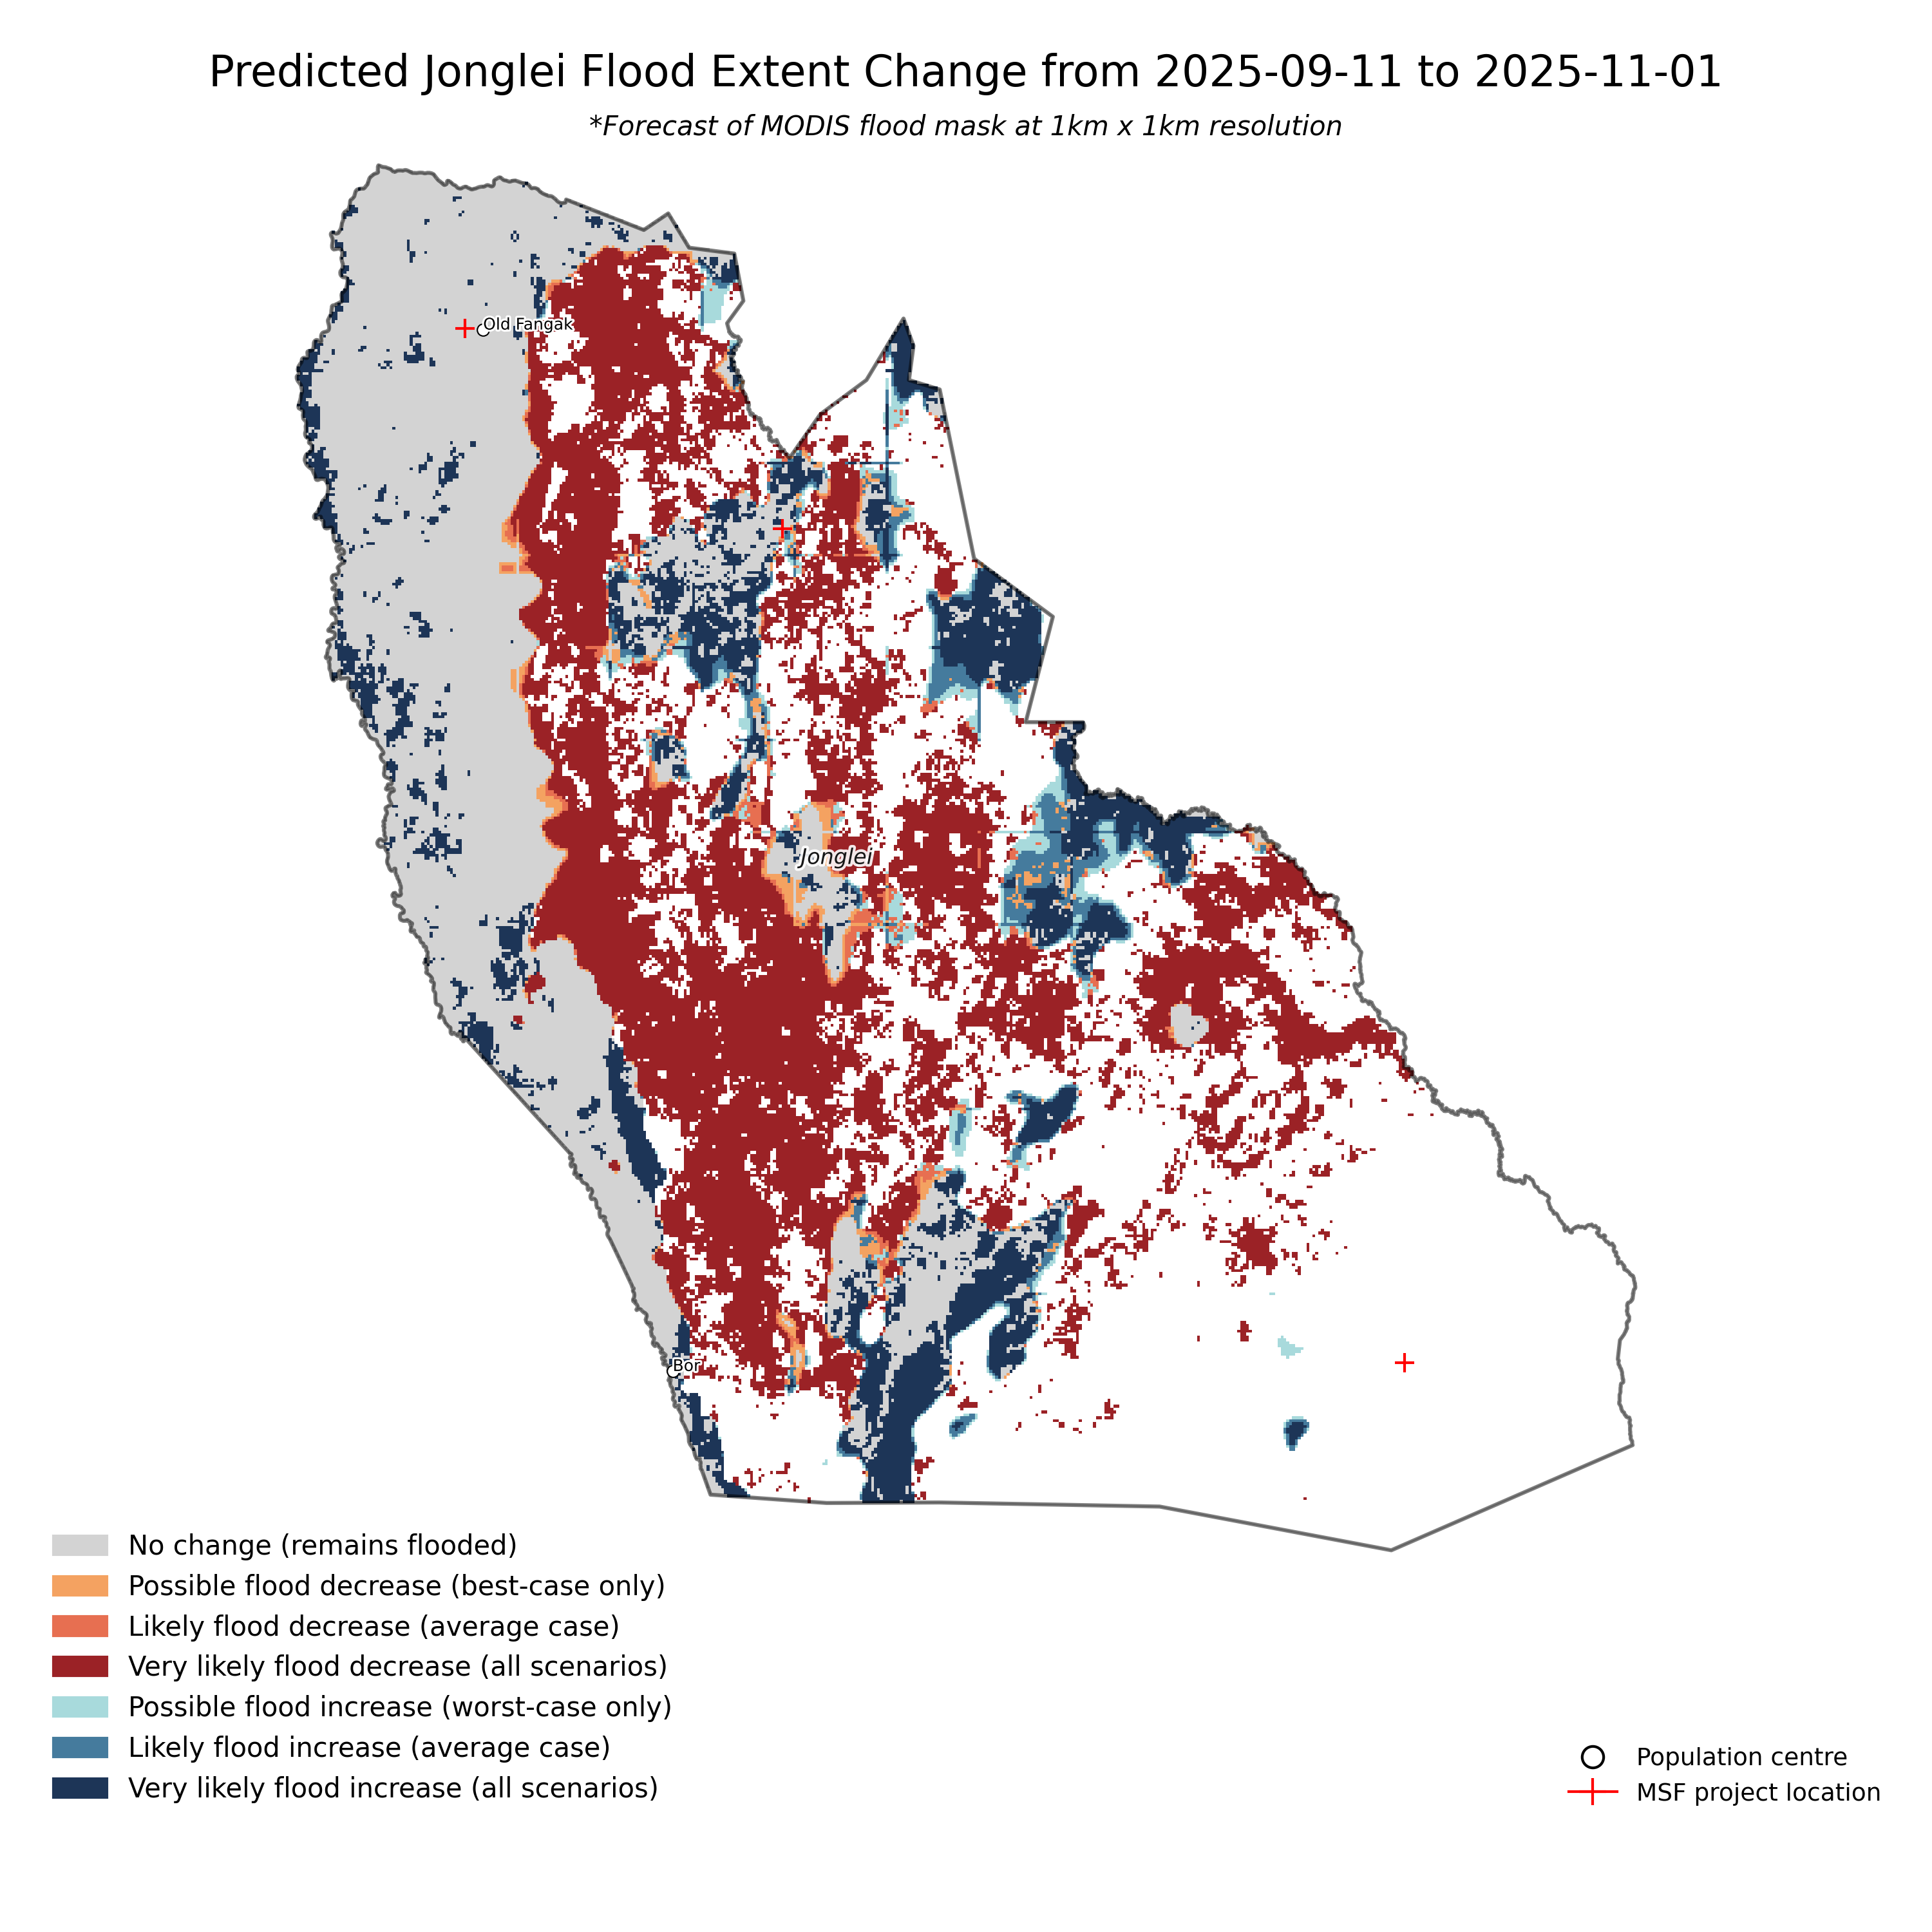 Predicted Jonglei Flood Extent Change from 2025-09-11 to 2025-11-01
*Forecast of MODIS flood mask at 1km x 1km resolution
Old Fangak
Jonglei
Bor
No change (remains flooded)
Possible flood decrease (best-case only)
Likely flood decrease (average case)
Very likely flood decrease (all scenarios)
Possible flood increase (worst-case only)
Likely flood increase (average case)
Very likely flood increase (all scenarios)
Population centre
MSF project location